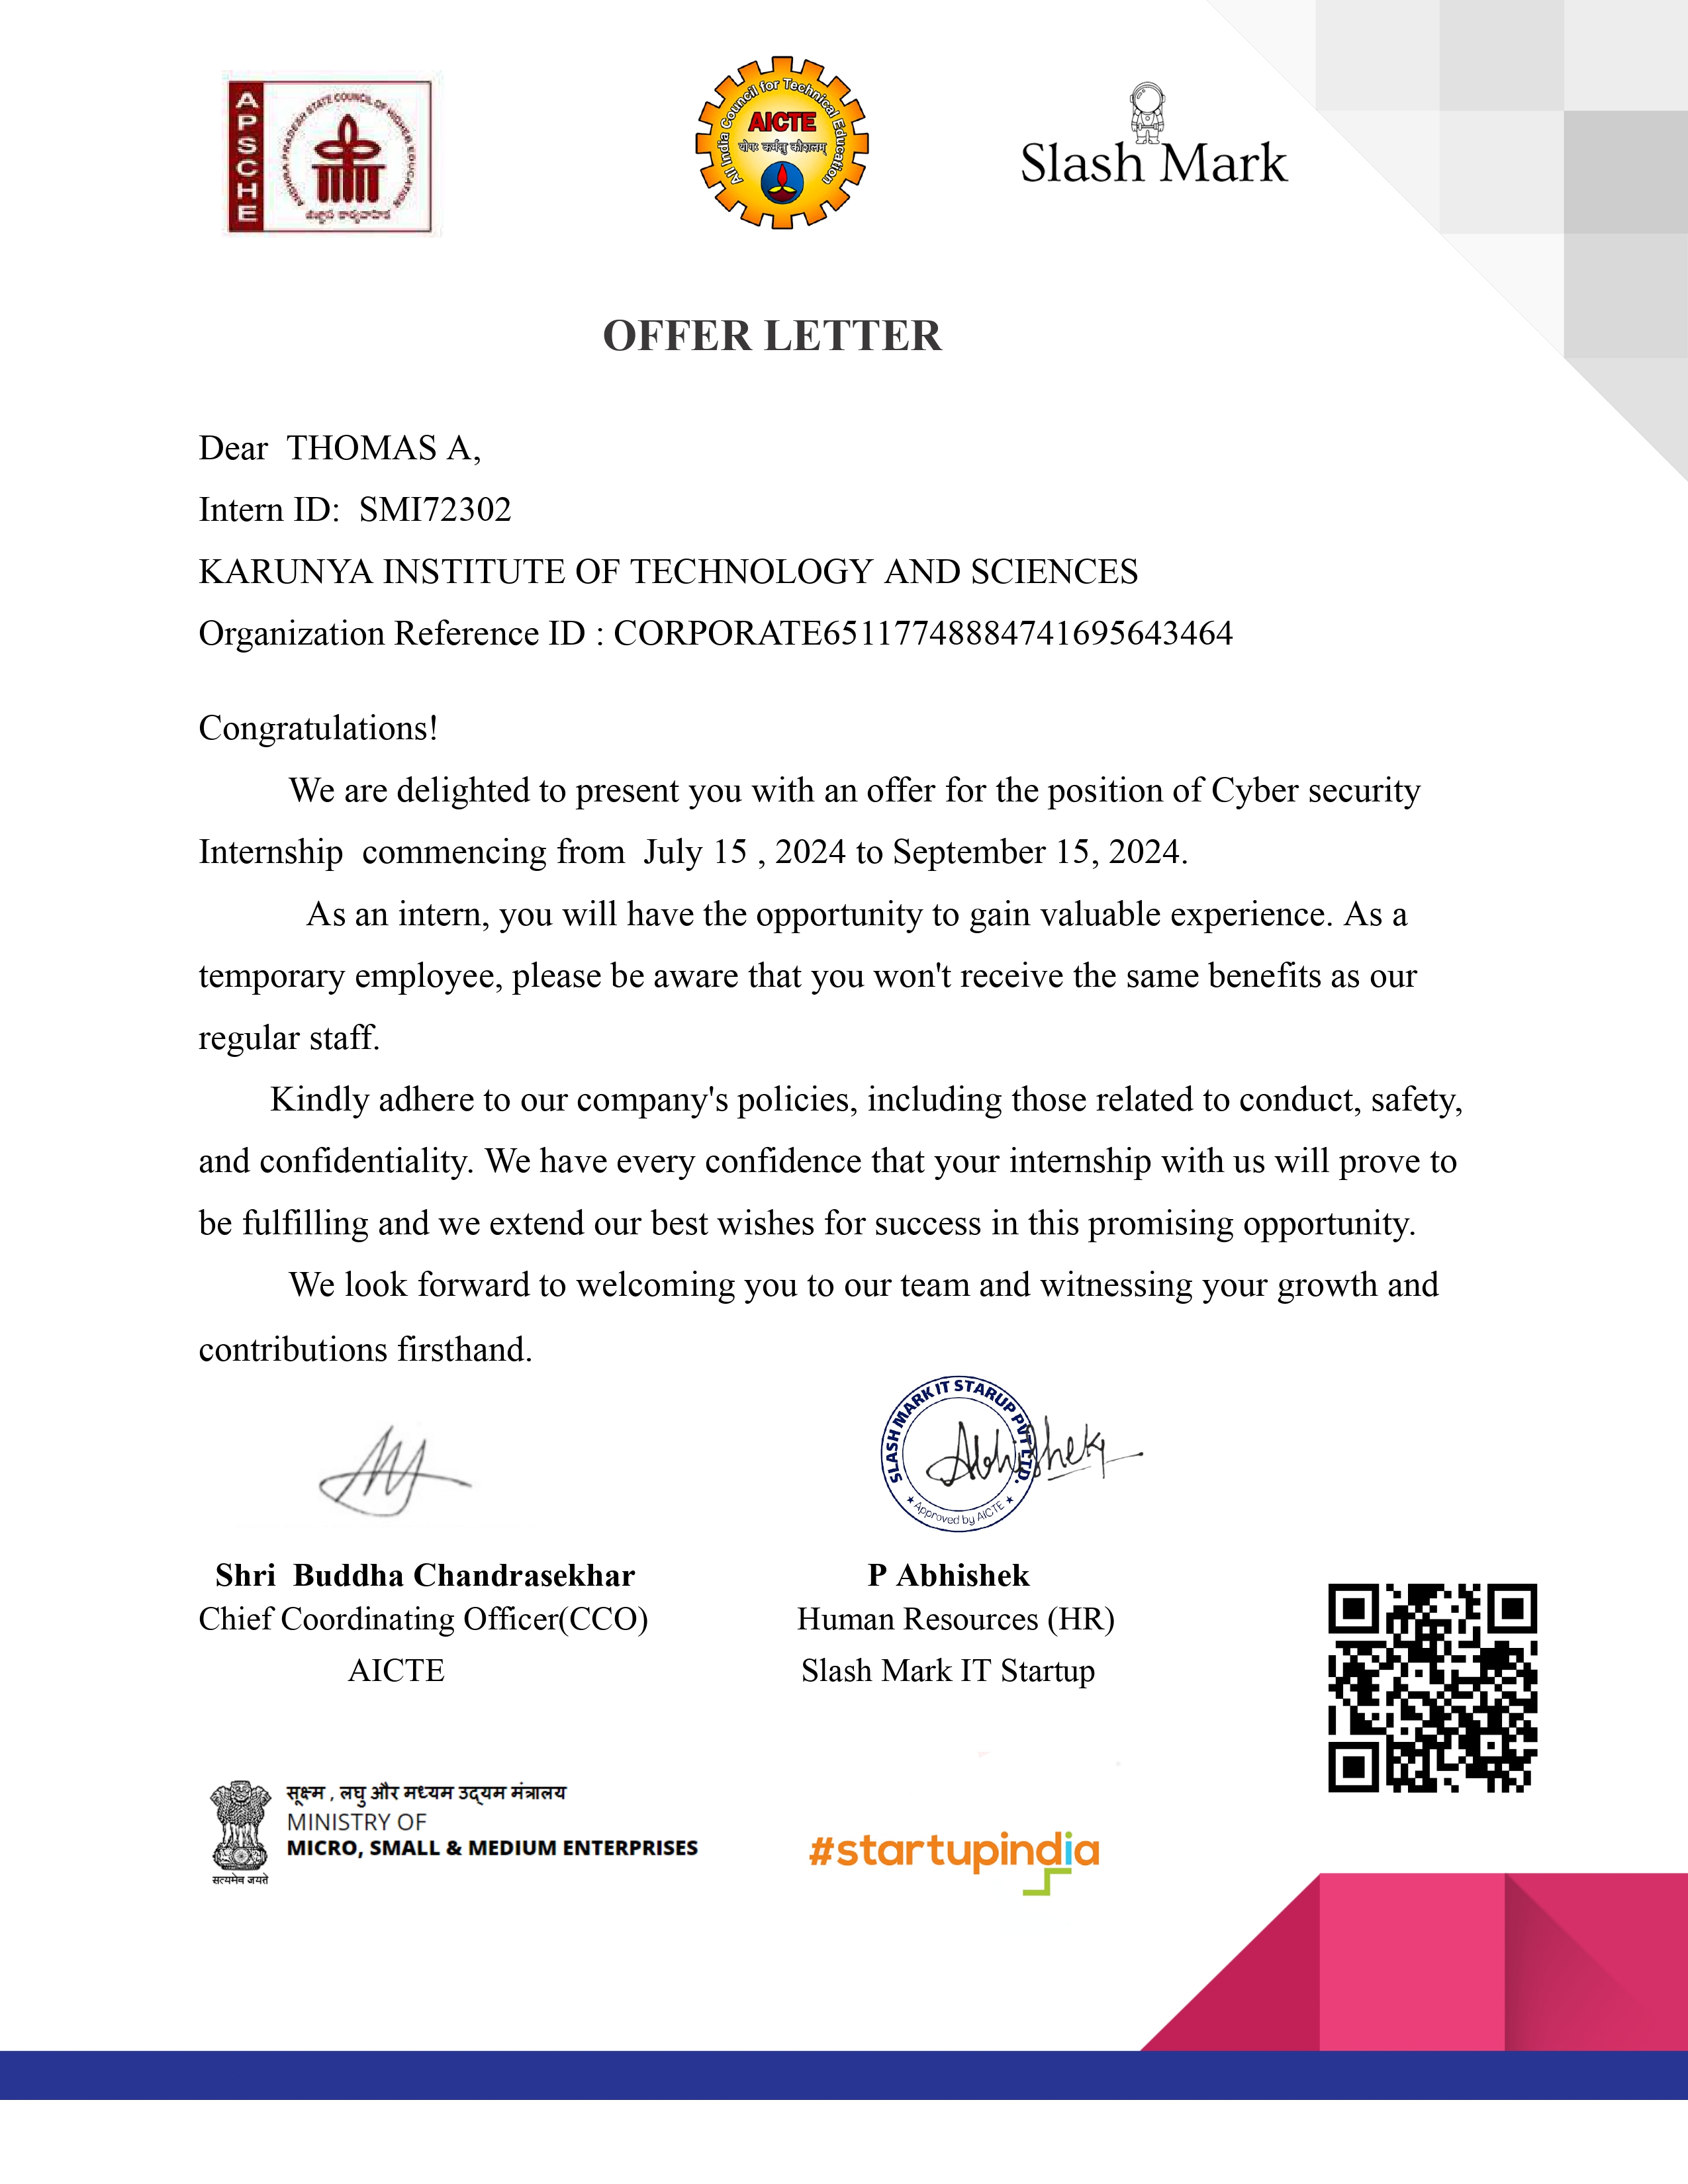 APSCHE
ANDHRA PRADESH STATE COUNCIL OF HIGHER EDUCATION
All India Council for Technical Education
AICTE
योगः कर्मसु कौशलम्
Slash Mark
OFFER LETTER
Dear THOMAS A,
Intern ID: SMI72302
KARUNYA INSTITUTE OF TECHNOLOGY AND SCIENCES
Organization Reference ID : CORPORATE65117748884741695643464
Congratulations!
We are delighted to present you with an offer for the position of Cyber security
Internship commencing from July 15 , 2024 to September 15, 2024.
As an intern, you will have the opportunity to gain valuable experience. As a
temporary employee, please be aware that you won't receive the same benefits as our
regular staff.
Kindly adhere to our company's policies, including those related to conduct, safety,
and confidentiality. We have every confidence that your internship with us will prove to
be fulfilling and we extend our best wishes for success in this promising opportunity.
We look forward to welcoming you to our team and witnessing your growth and
contributions firsthand.
SLASH MARK IT STARUP PVT LTD.
Abhishek
★ Approved by AICTE ★
Shri Buddha Chandrasekhar
P Abhishek
Chief Coordinating Officer(CCO)
Human Resources (HR)
AICTE
Slash Mark IT Startup
सूक्ष्म , लघु और मध्यम उद्यम मंत्रालय
MINISTRY OF
MICRO, SMALL & MEDIUM ENTERPRISES
सत्यमेव जयते
#startupindia